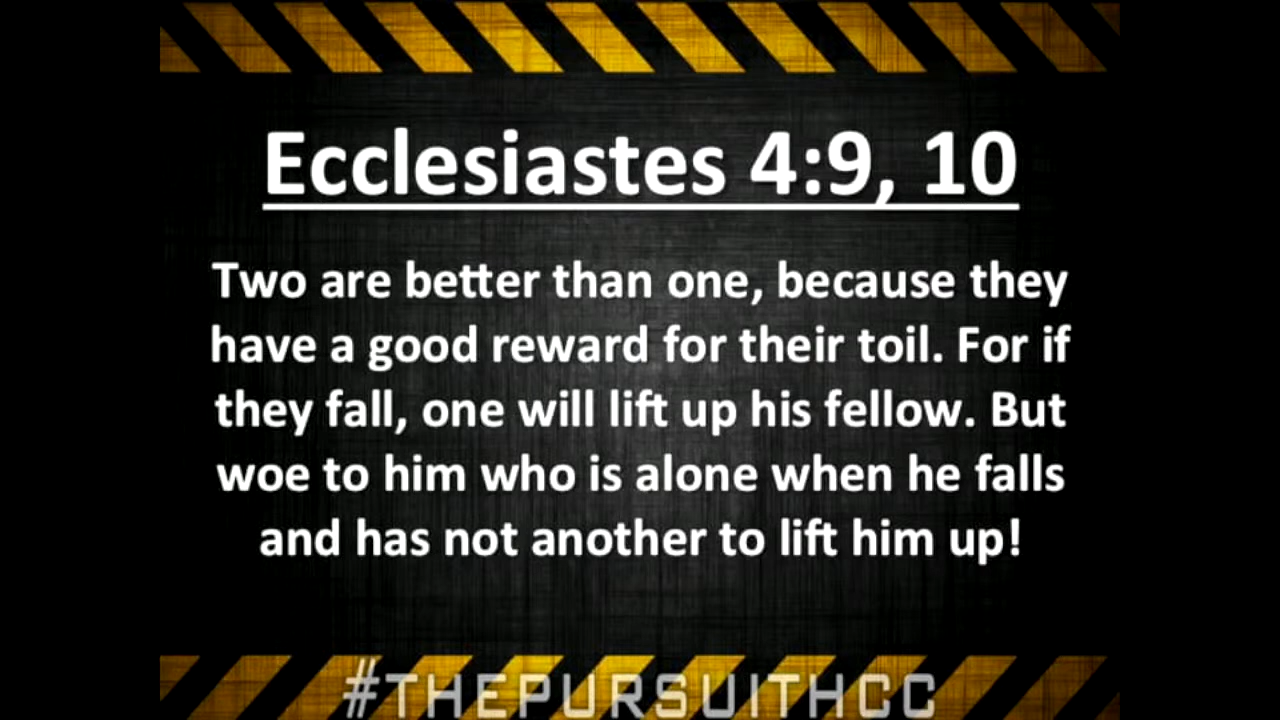 Ecclesiastes 4:9, 10
Two are better than one, because they
have a good reward for their toil. For if
they fall, one will lift up his fellow. But
woe to him who is alone when he falls
and has not another to lift him up!
#THEPURSUITHCC